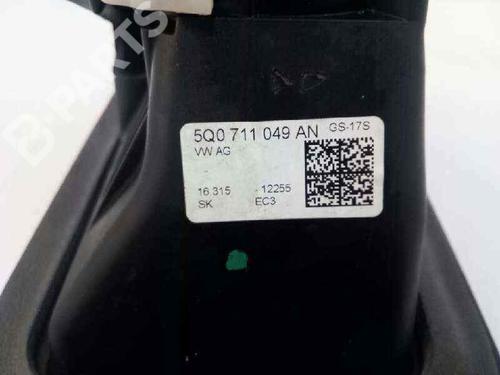 B-PARTS
5Q0 711 049 AN GS-17S
VW AG
16.315 12255
SK EC3